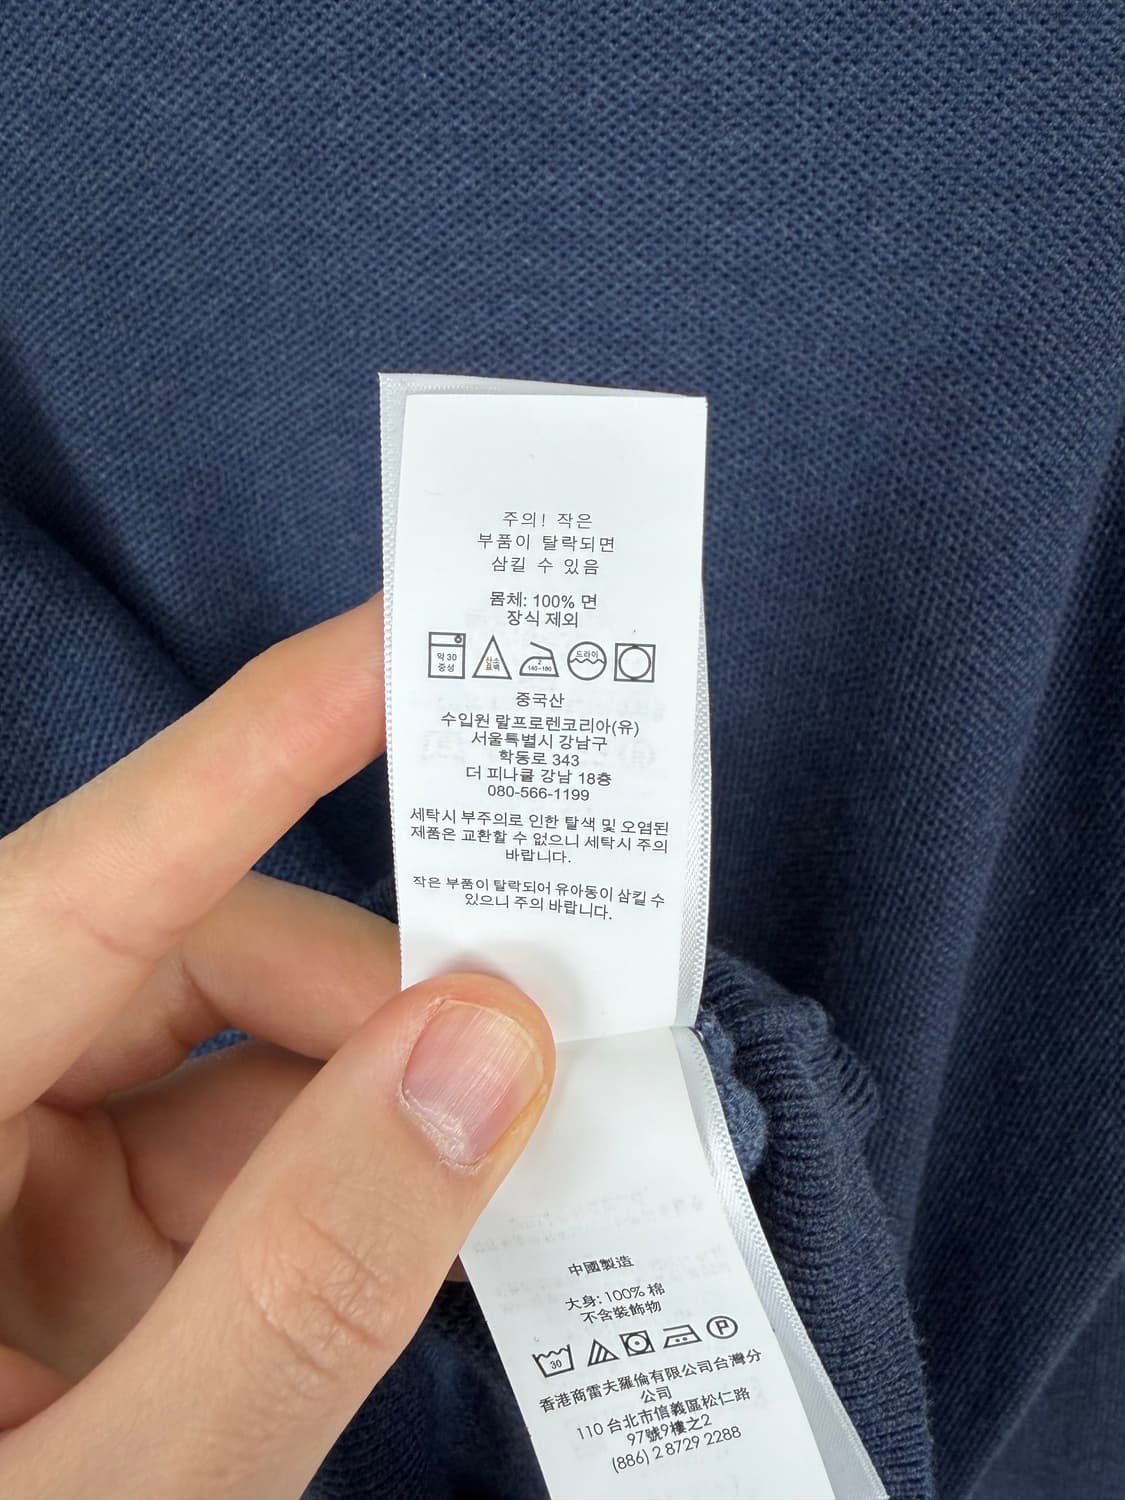 주의! 작은
부품이 탈락되면
삼킬 수 있음
몸체: 100% 면
장식 제외
약 30
중성
산소
표백
2
140~160
드라이
중국산
수입원 랄프로렌코리아(유)
서울특별시 강남구
학동로 343
더 피나클 강남 18층
080-566-1199
세탁시 부주의로 인한 탈색 및 오염된
제품은 교환할 수 없으니 세탁시 주의
바랍니다.
작은 부품이 탈락되어 유아동이 삼킬 수
있으니 주의 바랍니다.
中國製造
大身: 100% 棉
不含裝飾物
30
P
香港商雷夫羅倫有限公司台灣分
公司
110 台北市信義區松仁路
97號9樓之2
(886) 2 8729 2288